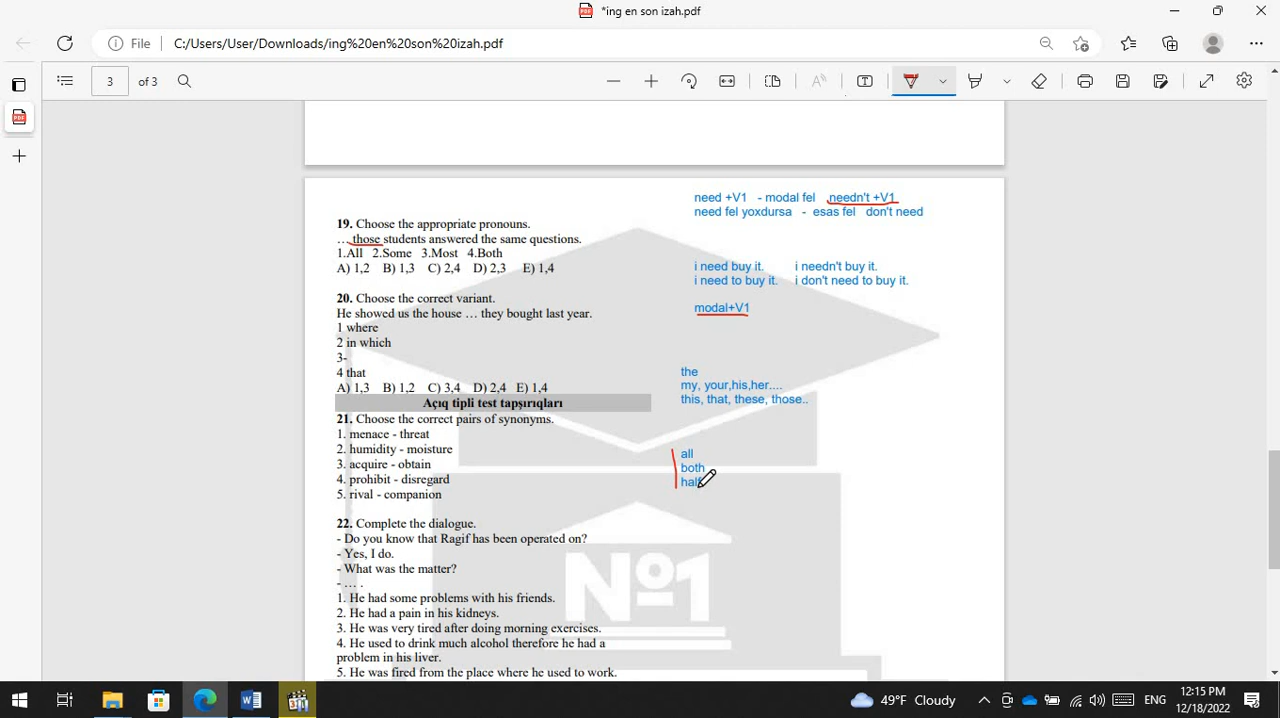 *ing en son izah.pdf
File
C:/Users/User/Downloads/ing%20en%20son%20izah.pdf
3 of 3
need +V1 - modal fel needn't +V1
need fel yoxdursa - esas fel don't need
19. Choose the appropriate pronouns.
… those students answered the same questions.
1.All 2.Some 3.Most 4.Both
A) 1,2 B) 1,3 C) 2,4 D) 2,3 E) 1,4
i need buy it. i needn't buy it.
i need to buy it. i don't need to buy it.
20. Choose the correct variant.
modal+V1
He showed us the house … they bought last year.
1 where
2 in which
3-
4 that
the
A) 1,3 B) 1,2 C) 3,4 D) 2,4 E) 1,4
my, your,his,her....
this, that, these, those..
Açıq tipli test tapşırıqları
21. Choose the correct pairs of synonyms.
1. menace - threat
2. humidity - moisture
3. acquire - obtain
4. prohibit - disregard
5. rival - companion
all
both
half
22. Complete the dialogue.
- Do you know that Ragif has been operated on?
- Yes, I do.
- What was the matter?
- … .
1. He had some problems with his friends.
2. He had a pain in his kidneys.
3. He was very tired after doing morning exercises.
4. He used to drink much alcohol therefore he had a
problem in his liver.
5. He was fired from the place where he used to work.
№1
49°F Cloudy
ENG
12:15 PM
12/18/2022